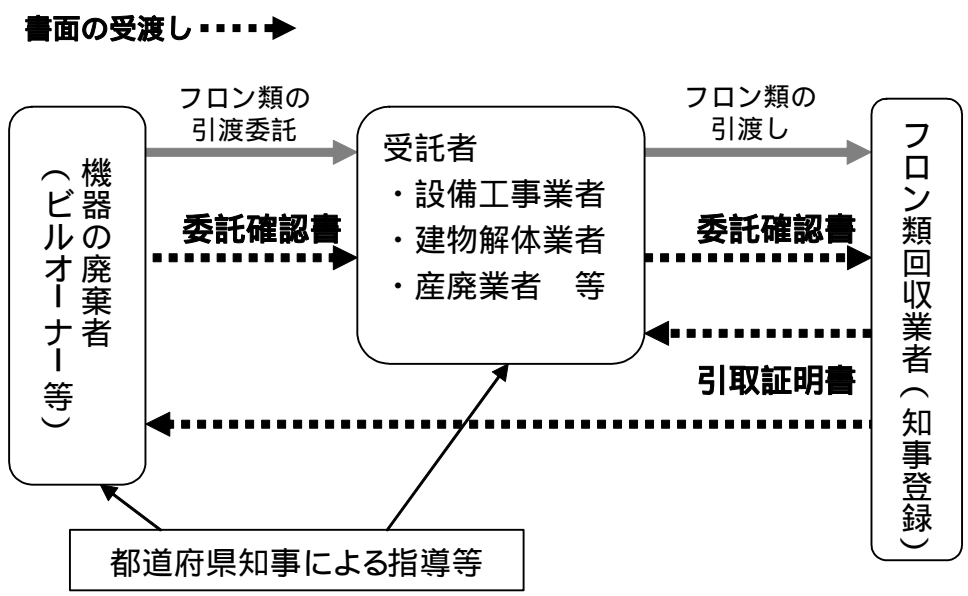 書面の受渡し
フロン類の
引渡委託
フロン類の
引渡し
機器の廃棄者
（ビルオーナー等）
受託者
・設備工事業者
・建物解体業者
・産廃業者　等
フロン類回収業者（知事登録）
委託確認書
委託確認書
引取証明書
都道府県知事による指導等